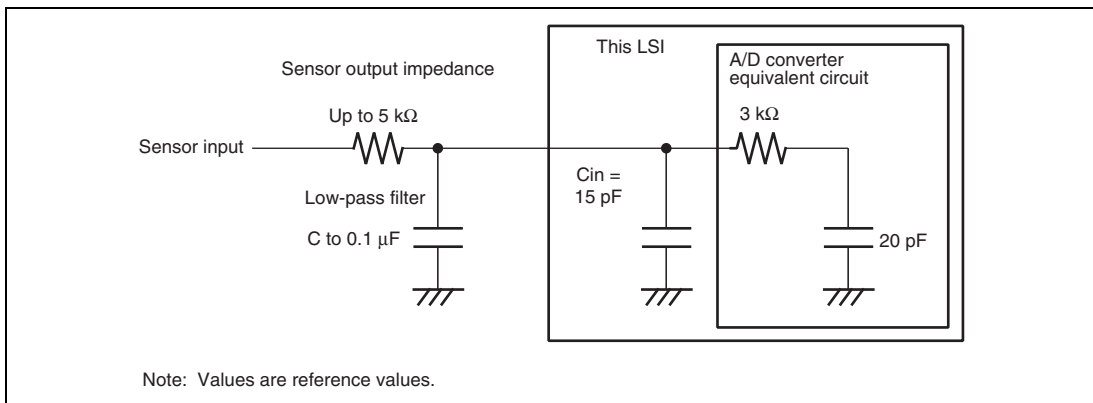 This LSI
A/D converter
equivalent circuit
Sensor output impedance
Up to 5 kΩ
3 kΩ
Sensor input
Cin =
15 pF
Low-pass filter
C to 0.1 μF
20 pF
Note: Values are reference values.